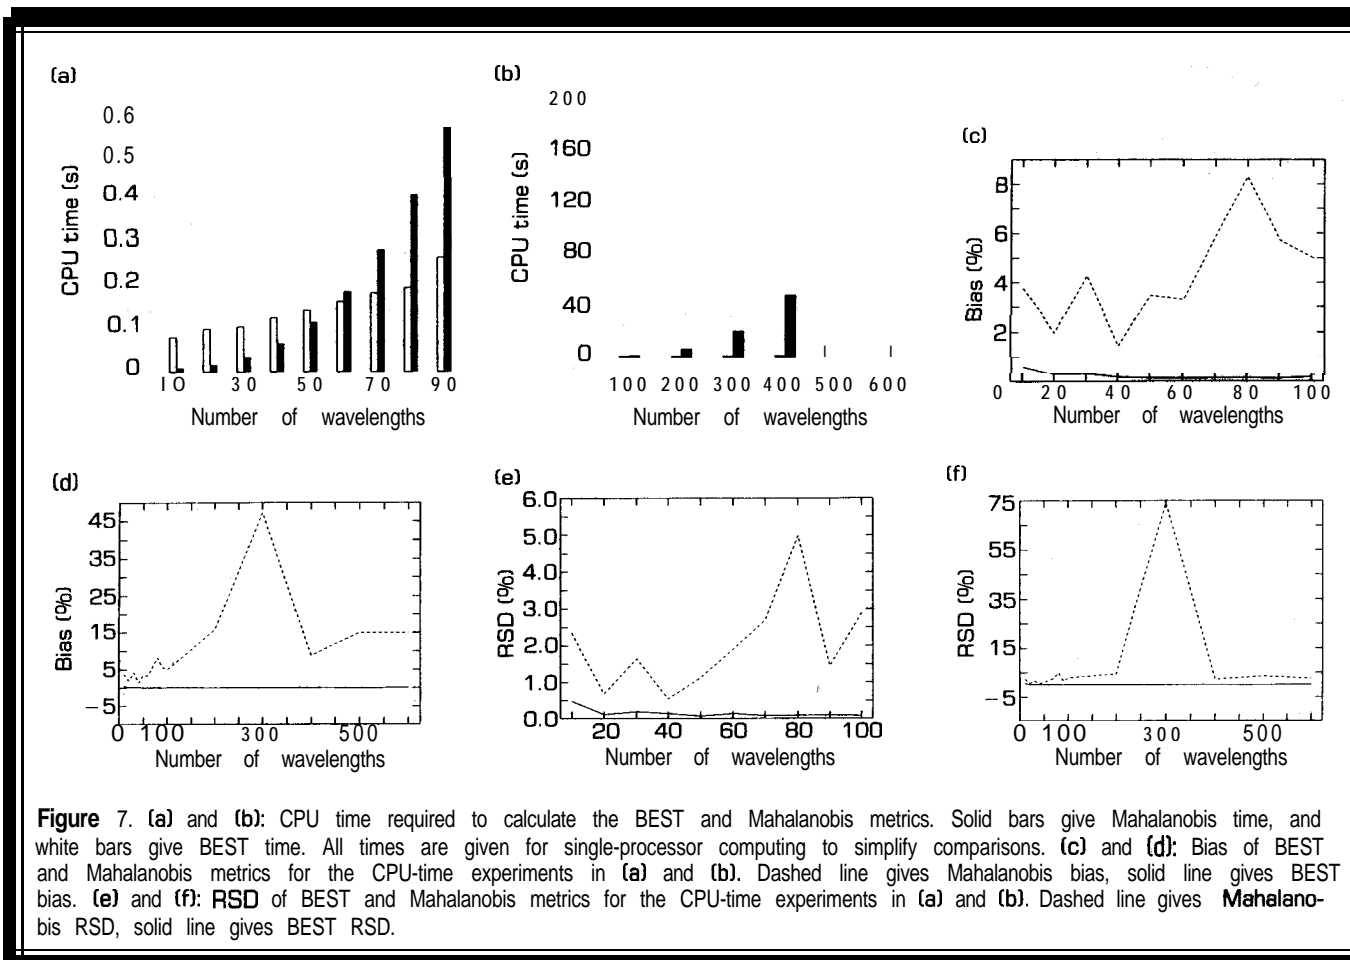 (a)
CPU time (s)
0.6
0.5
0.4
0.3
0.2
0.1
0
10 30 50 70 90
Number of wavelengths
(b)
CPU time (s)
200
160
120
80
40
0
100 200 300 400 500 600
Number of wavelengths
(c)
Bias (%)
8
6
4
2
0 20 40 60 80 100
Number of wavelengths
(d)
Bias (%)
45
35
25
15
5
-5
0 100 300 500
Number of wavelengths
(e)
RSD (%)
6.0
5.0
4.0
3.0
2.0
1.0
0.0
20 40 60 80 100
Number of wavelengths
(f)
RSD (%)
75
55
35
15
-5
0 100 300 500
Number of wavelengths
Figure 7. (a) and (b): CPU time required to calculate the BEST and Mahalanobis metrics. Solid bars give Mahalanobis time, and
white bars give BEST time. All times are given for single-processor computing to simplify comparisons. (c) and (d): Bias of BEST
and Mahalanobis metrics for the CPU-time experiments in (a) and (b). Dashed line gives Mahalanobis bias, solid line gives BEST
bias. (e) and (f): RSD of BEST and Mahalanobis metrics for the CPU-time experiments in (a) and (b). Dashed line gives Mahalano-
bis RSD, solid line gives BEST RSD.